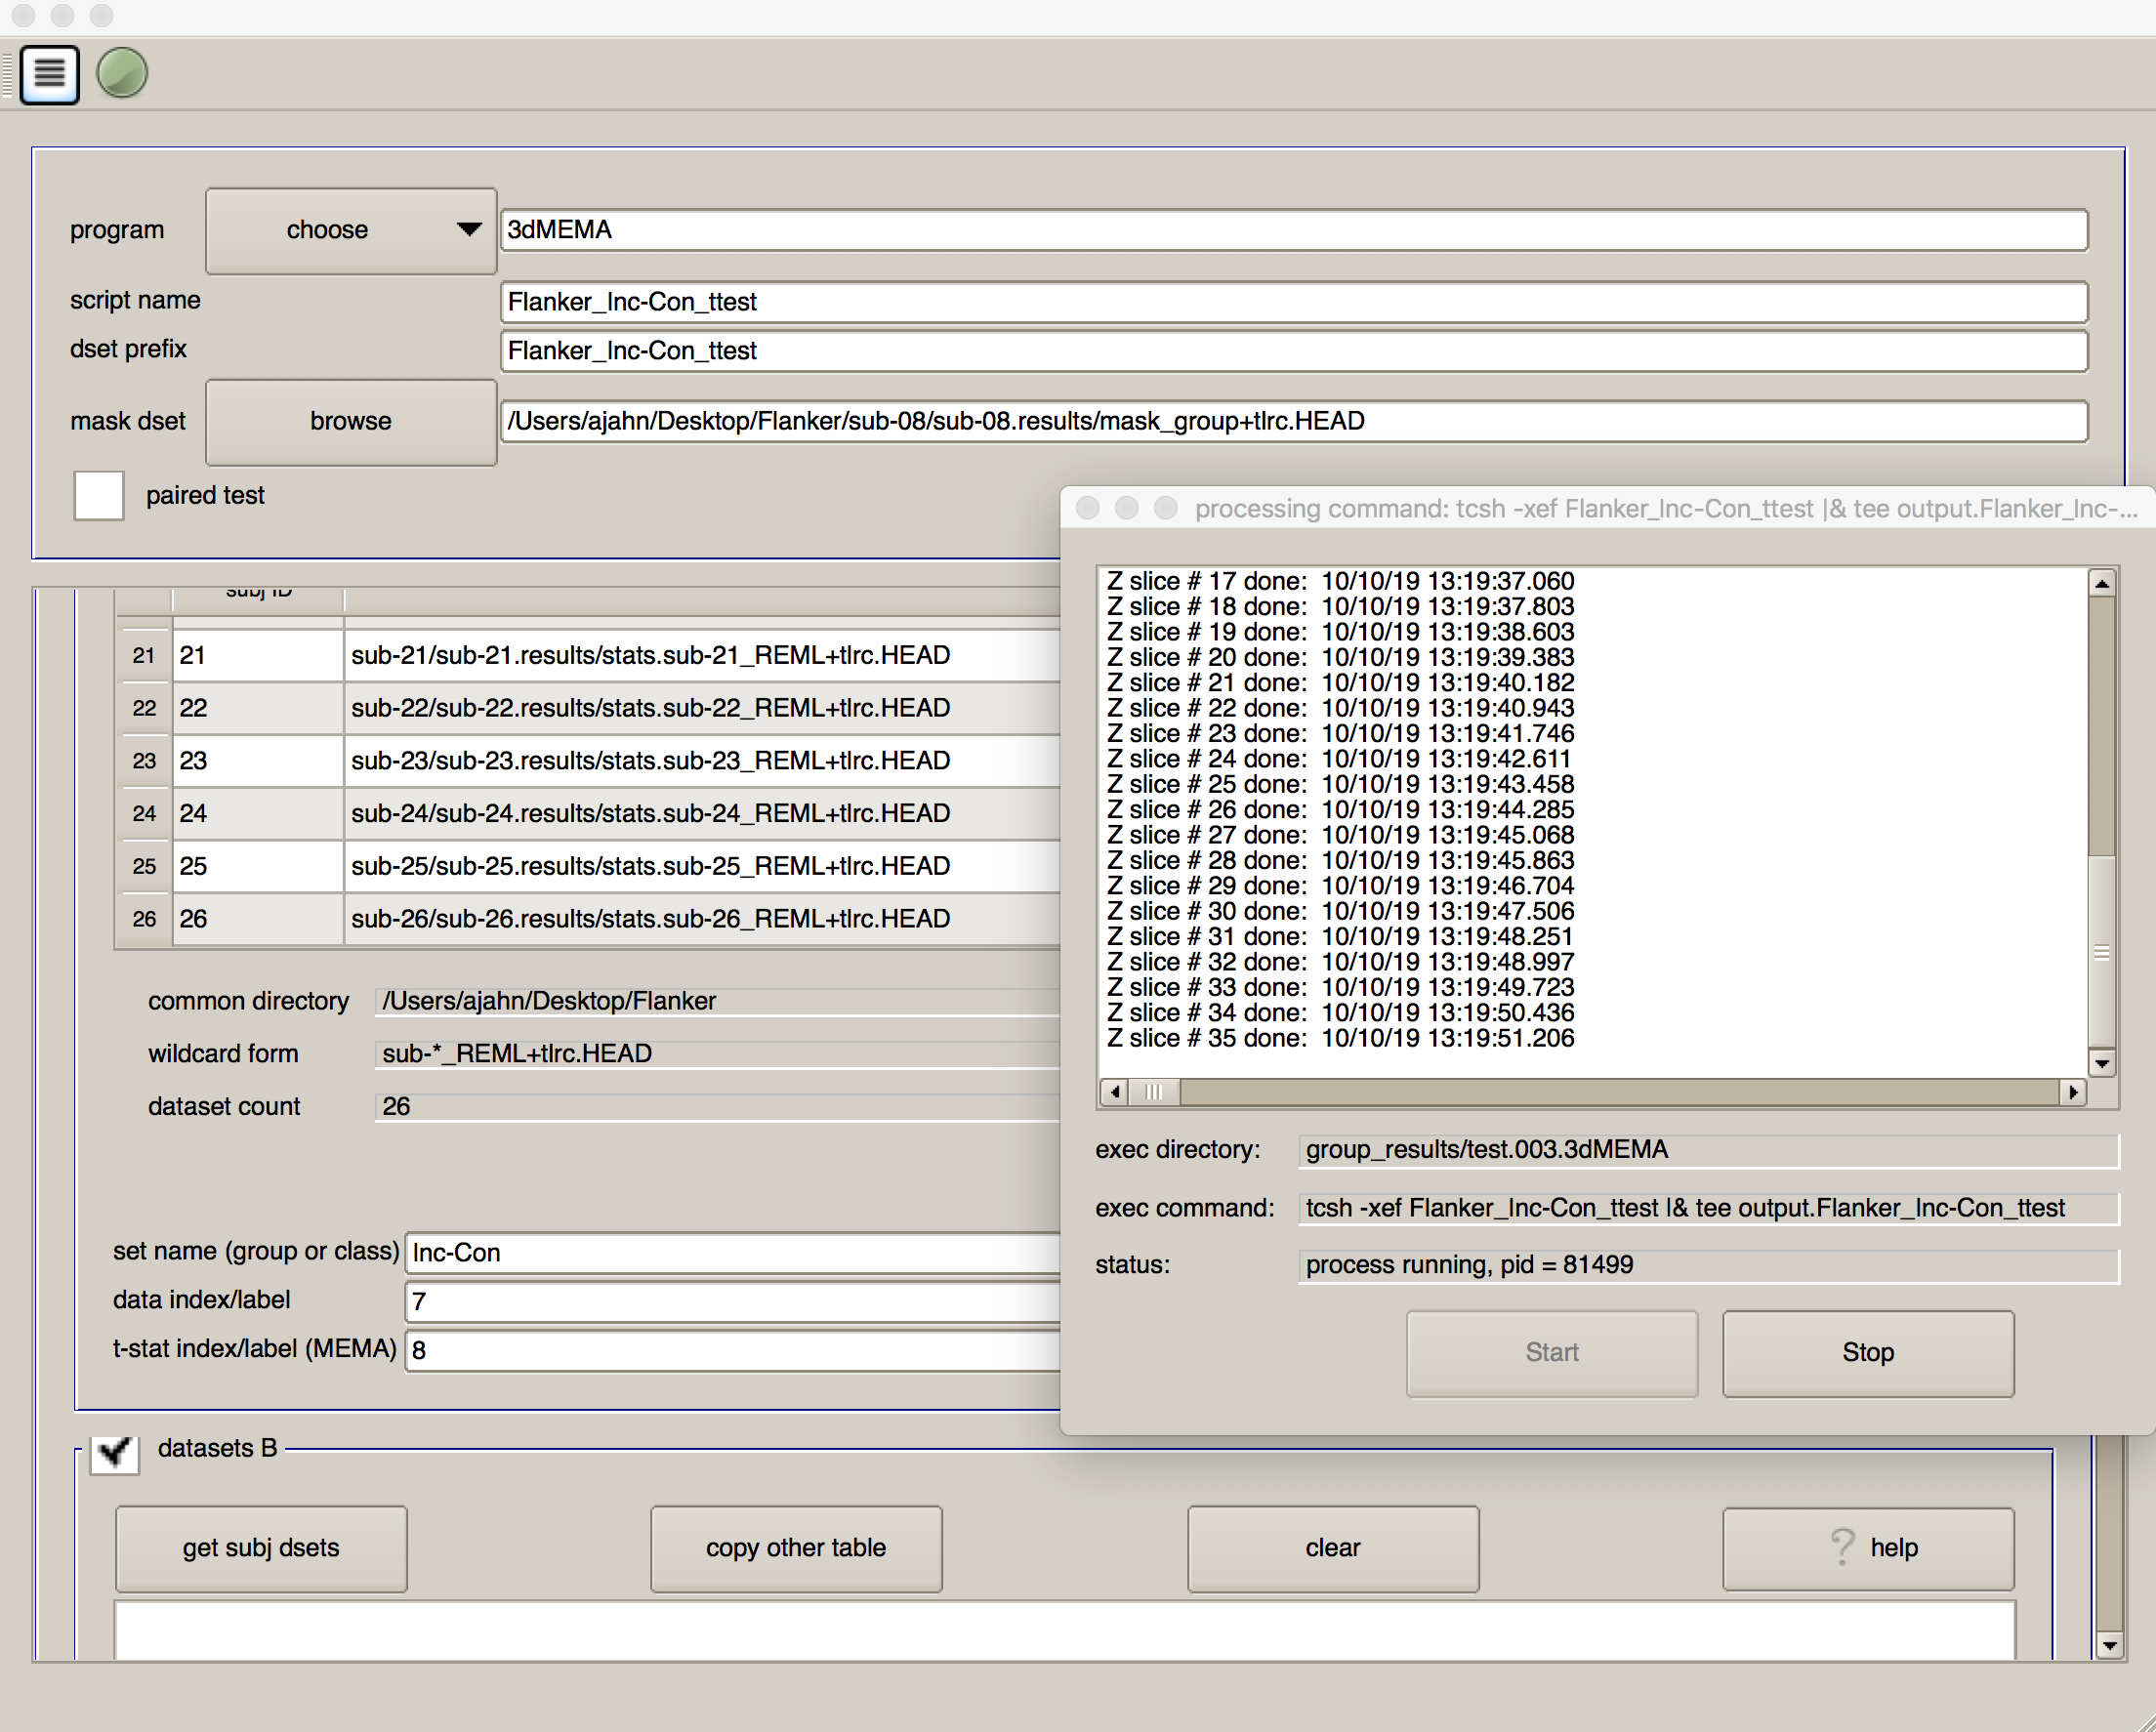 program choose 3dMEMA
script name Flanker_Inc-Con_ttest
dset prefix Flanker_Inc-Con_ttest
mask dset browse /Users/ajahn/Desktop/Flanker/sub-08/sub-08.results/mask_group+tlrc.HEAD
paired test
subj ID
21 21 sub-21/sub-21.results/stats.sub-21_REML+tlrc.HEAD
22 22 sub-22/sub-22.results/stats.sub-22_REML+tlrc.HEAD
23 23 sub-23/sub-23.results/stats.sub-23_REML+tlrc.HEAD
24 24 sub-24/sub-24.results/stats.sub-24_REML+tlrc.HEAD
25 25 sub-25/sub-25.results/stats.sub-25_REML+tlrc.HEAD
26 26 sub-26/sub-26.results/stats.sub-26_REML+tlrc.HEAD
common directory /Users/ajahn/Desktop/Flanker
wildcard form sub-*_REML+tlrc.HEAD
dataset count 26
set name (group or class) Inc-Con
data index/label 7
t-stat index/label (MEMA) 8
datasets B
get subj dsets copy other table clear ? help
processing command: tcsh -xef Flanker_Inc-Con_ttest |& tee output.Flanker_Inc-...
Z slice # 17 done: 10/10/19 13:19:37.060
Z slice # 18 done: 10/10/19 13:19:37.803
Z slice # 19 done: 10/10/19 13:19:38.603
Z slice # 20 done: 10/10/19 13:19:39.383
Z slice # 21 done: 10/10/19 13:19:40.182
Z slice # 22 done: 10/10/19 13:19:40.943
Z slice # 23 done: 10/10/19 13:19:41.746
Z slice # 24 done: 10/10/19 13:19:42.611
Z slice # 25 done: 10/10/19 13:19:43.458
Z slice # 26 done: 10/10/19 13:19:44.285
Z slice # 27 done: 10/10/19 13:19:45.068
Z slice # 28 done: 10/10/19 13:19:45.863
Z slice # 29 done: 10/10/19 13:19:46.704
Z slice # 30 done: 10/10/19 13:19:47.506
Z slice # 31 done: 10/10/19 13:19:48.251
Z slice # 32 done: 10/10/19 13:19:48.997
Z slice # 33 done: 10/10/19 13:19:49.723
Z slice # 34 done: 10/10/19 13:19:50.436
Z slice # 35 done: 10/10/19 13:19:51.206
exec directory: group_results/test.003.3dMEMA
exec command: tcsh -xef Flanker_Inc-Con_ttest |& tee output.Flanker_Inc-Con_ttest
status: process running, pid = 81499
Start Stop